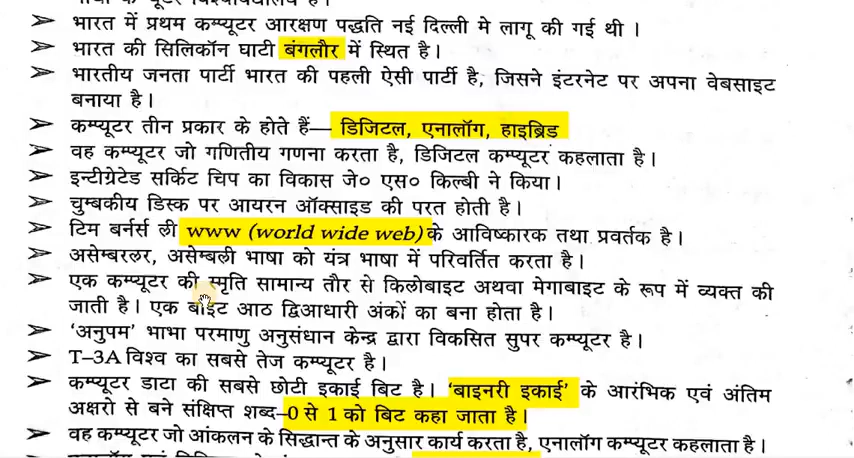 ➢ भारत में प्रथम कम्प्यूटर आरक्षण पद्धति नई दिल्ली मे लागू की गई थी ।
➢ भारत की सिलिकॉन घाटी बंगलौर में स्थित है।
➢ भारतीय जनता पार्टी भारत की पहली ऐसी पार्टी है, जिसने इंटरनेट पर अपना वेबसाइट
बनाया है।
➢ कम्प्यूटर तीन प्रकार के होते हैं— डिजिटल, एनालॉग, हाइब्रिड
➢ वह कम्प्यूटर जो गणितीय गणना करता है, डिजिटल कम्प्यूटर कहलाता है।
➢ इन्टीग्रेटेड सर्किट चिप का विकास जे० एस० किल्बी ने किया।
➢ चुम्बकीय डिस्क पर आयरन ऑक्साइड की परत होती है।
➢ टिम बर्नर्स ली www (world wide web) के आविष्कारक तथा प्रवर्तक है।
➢ असेम्बरलर, असेम्बली भाषा को यंत्र भाषा में परिवर्तित करता है।
➢ एक कम्प्यूटर की स्मृति सामान्य तौर से किलोबाइट अथवा मेगाबाइट के रूप में व्यक्त की
जाती है। एक बाइट आठ द्विआधारी अंकों का बना होता है।
➢ ‘अनुपम’ भाभा परमाणु अनुसंधान केन्द्र द्वारा विकसित सुपर कम्प्यूटर है।
➢ T–3A विश्व का सबसे तेज कम्प्यूटर है।
➢ कम्प्यूटर डाटा की सबसे छोटी इकाई बिट है। ‘बाइनरी इकाई’ के आरंभिक एवं अंतिम
अक्षरो से बने संक्षिप्त शब्द–0 से 1 को बिट कहा जाता है।
➢ वह कम्प्यूटर जो आंकलन के सिद्धान्त के अनुसार कार्य करता है, एनालॉग कम्प्यूटर कहलाता है।